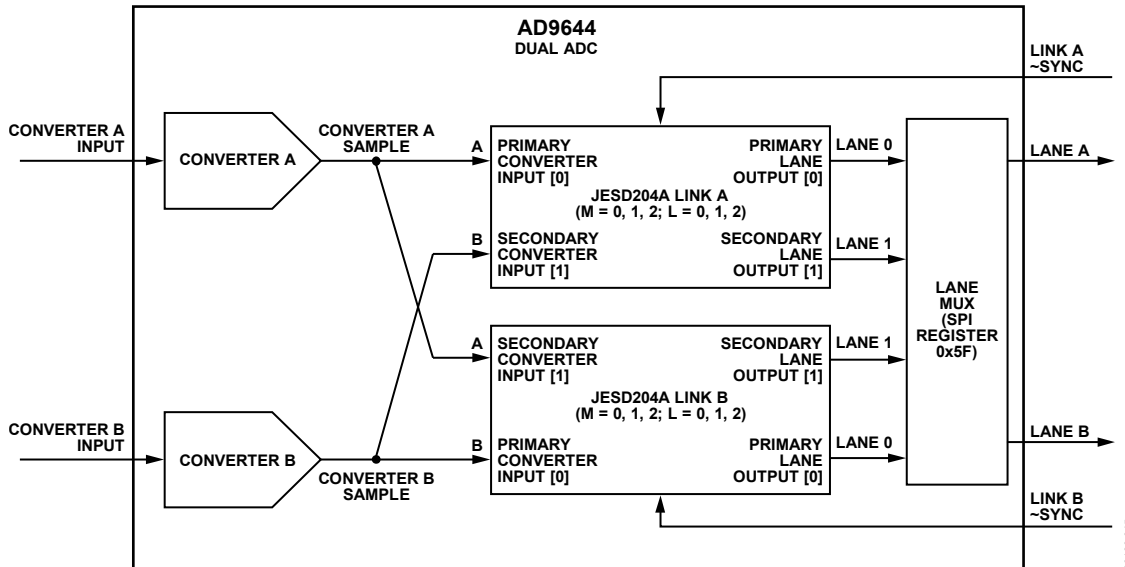 AD9644
DUAL ADC
LINK A
~SYNC
CONVERTER A
INPUT
CONVERTER A
CONVERTER A
SAMPLE
A
PRIMARY
CONVERTER
INPUT [0]
PRIMARY
LANE
OUTPUT [0]
LANE 0
LANE A
JESD204A LINK A
(M = 0, 1, 2; L = 0, 1, 2)
B
SECONDARY
CONVERTER
INPUT [1]
SECONDARY
LANE
OUTPUT [1]
LANE 1
LANE
MUX
(SPI
REGISTER
0x5F)
A
SECONDARY
CONVERTER
INPUT [1]
SECONDARY
LANE
OUTPUT [1]
LANE 1
JESD204A LINK B
(M = 0, 1, 2; L = 0, 1, 2)
CONVERTER B
INPUT
CONVERTER B
CONVERTER B
SAMPLE
B
PRIMARY
CONVERTER
INPUT [0]
PRIMARY
LANE
OUTPUT [0]
LANE 0
LANE B
LINK B
~SYNC